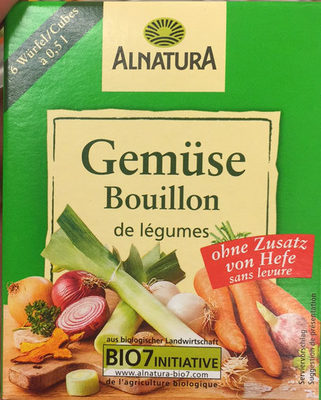 6 Würfel/Cubes
à 0,5 l
ALNATURA
Gemüse
Bouillon
de légumes
ohne Zusatz
von Hefe
sans levure
aus biologischer Landwirtschaft
BIO7INITIATIVE
www.alnatura-bio7.com
de l'agriculture biologique
Serviervorschlag
Suggestion de présentation